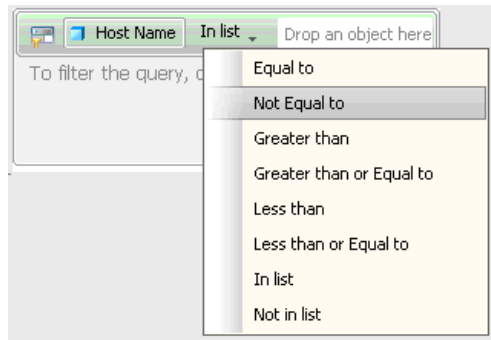 Host Name In list Drop an object here
To filter the query,
Equal to
Not Equal to
Greater than
Greater than or Equal to
Less than
Less than or Equal to
In list
Not in list